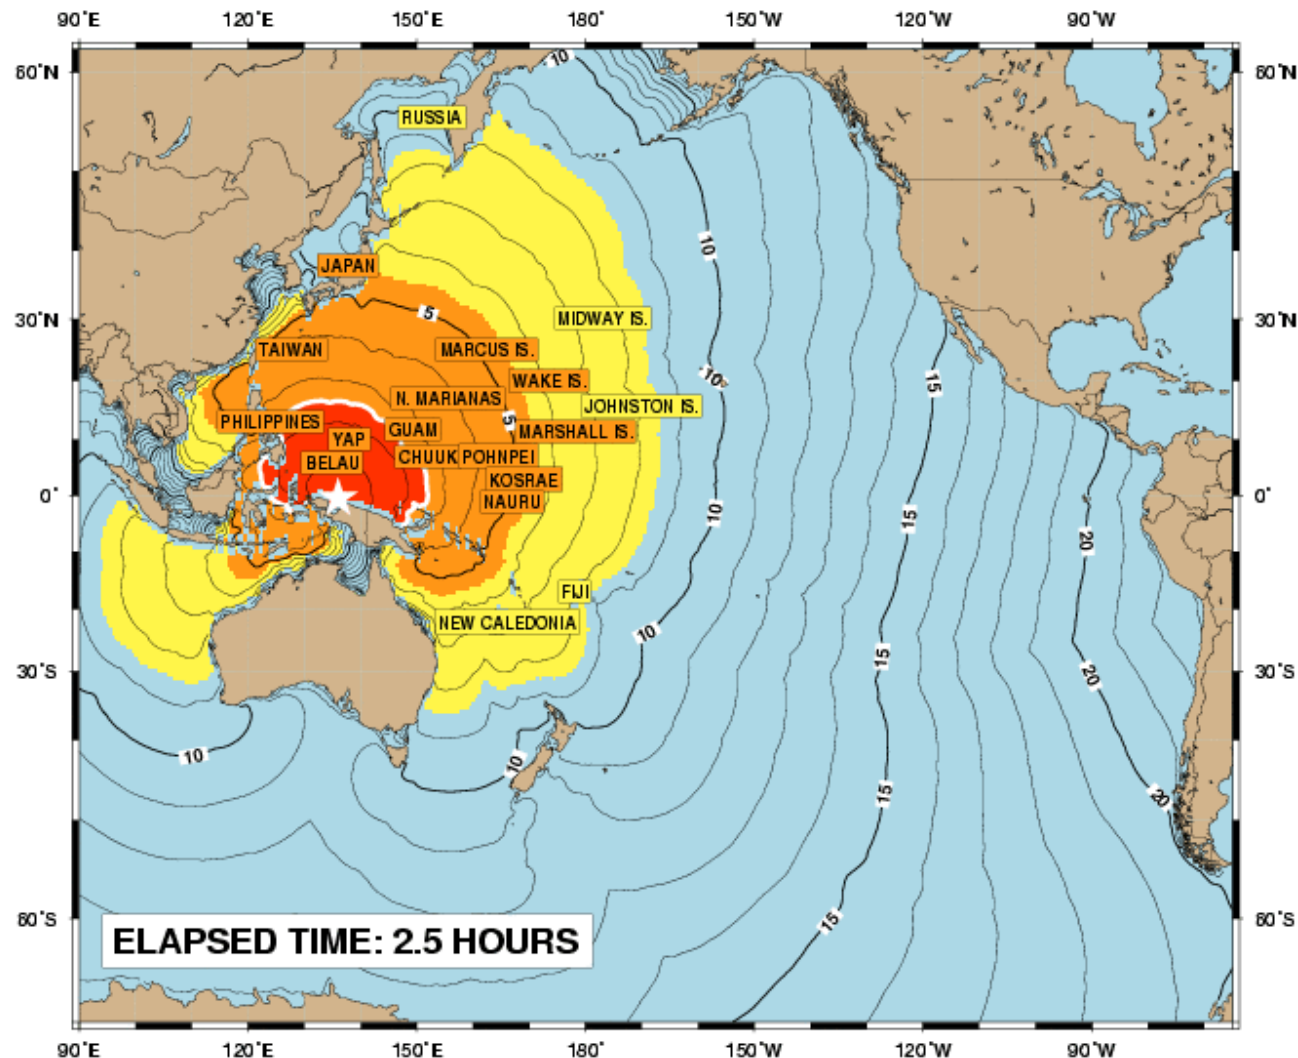 90°E 120°E 150°E 180° 150°W 120°W 90°W
60°N 10 60°N
RUSSIA
10
JAPAN
30°N 5 MIDWAY IS. 30°N
TAIWAN MARCUS IS.
WAKE IS. 10 15
N. MARIANAS JOHNSTON IS.
PHILIPPINES GUAM 5 MARSHALL IS.
YAP
BELAU CHUUK POHNPEI
KOSRAE
0° NAURU 10 15 0°
20
FIJI
NEW CALEDONIA 10
15
30°S 20 30°S
10 10
15 20
60°S 15 60°S
ELAPSED TIME: 2.5 HOURS
90°E 120°E 150°E 180° 150°W 120°W 90°W